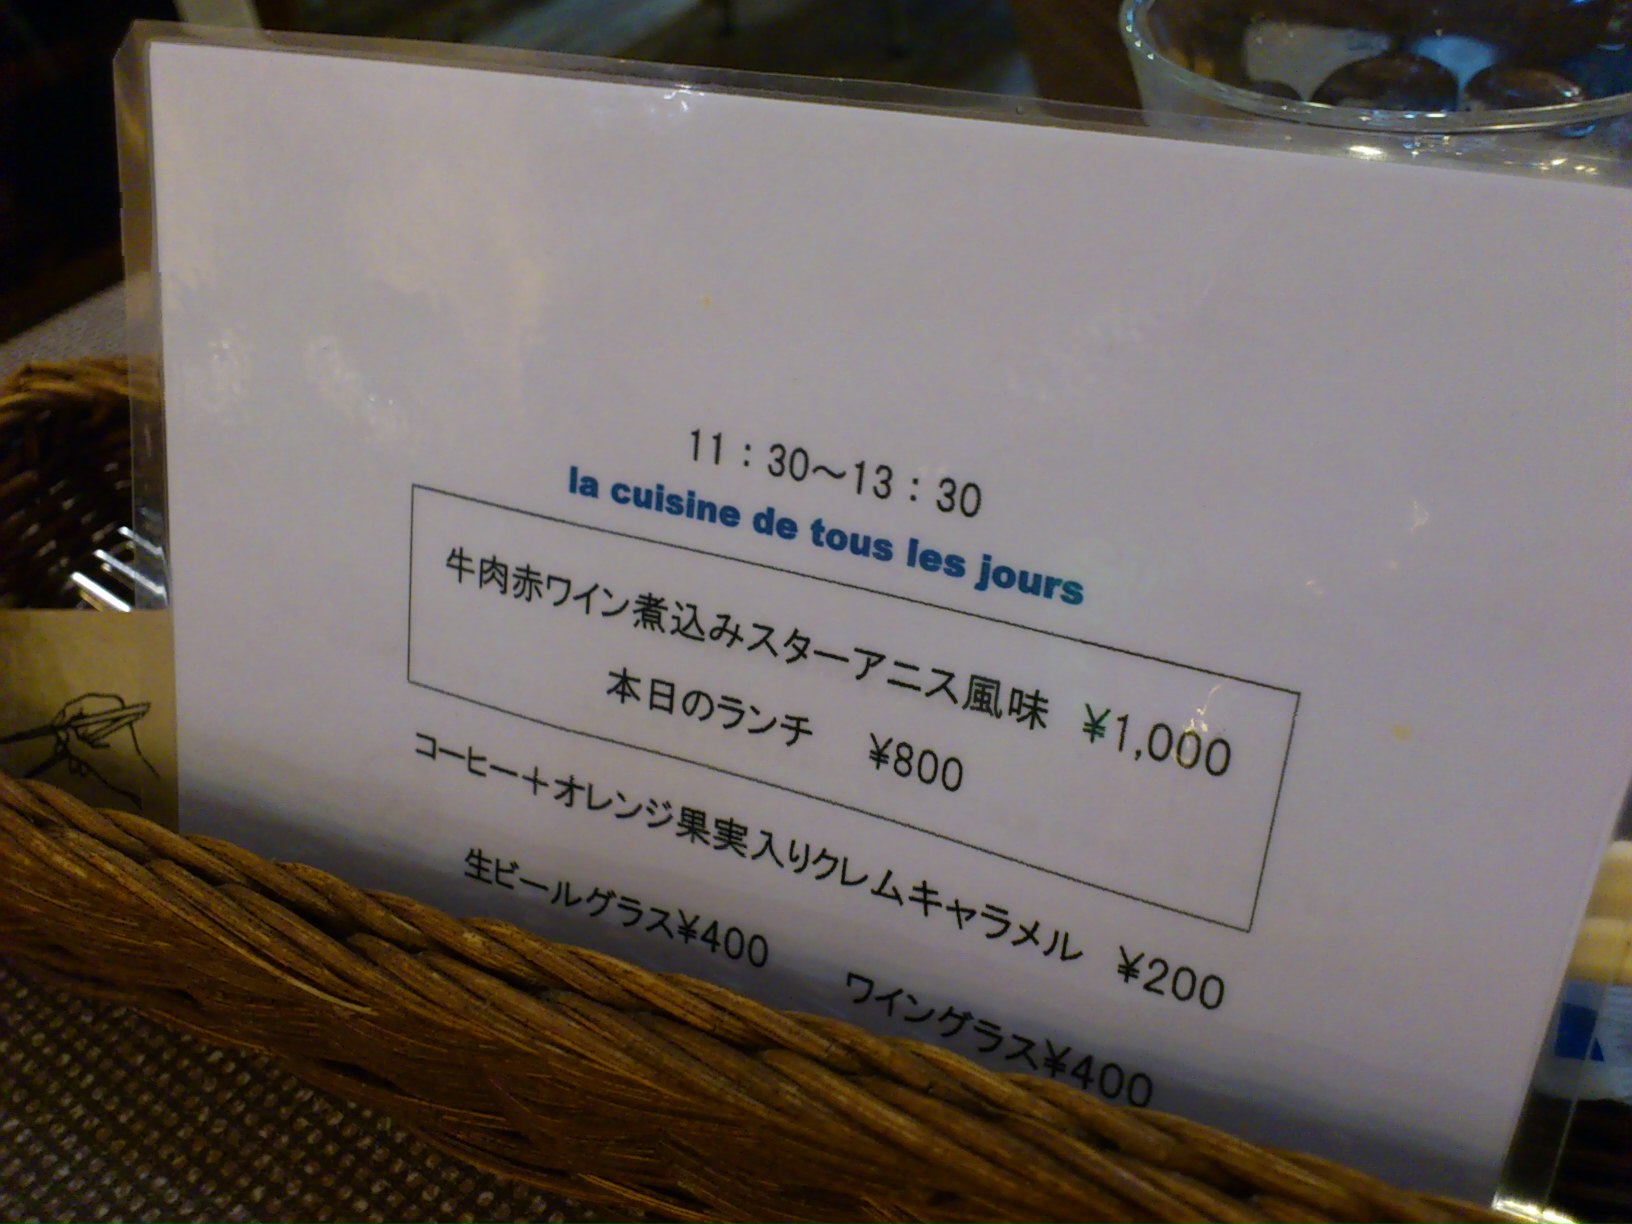 11：30～13：30
la cuisine de tous les jours
牛肉赤ワイン煮込みスターアニス風味 ¥1,000
本日のランチ ¥800
コーヒー＋オレンジ果実入りクレムキャラメル ¥200
生ビールグラス¥400 ワイングラス¥400